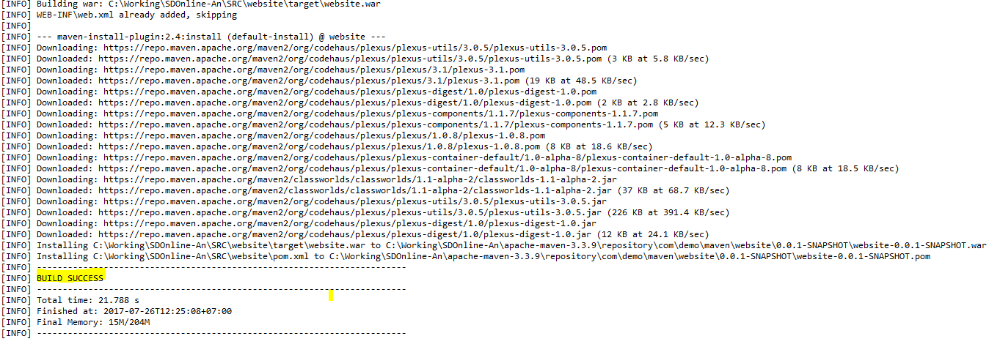 [INFO] Building war: C:\Working\SDOnline-An\SRC\website\target\website.war
[INFO] WEB-INF\web.xml already added, skipping
[INFO]
[INFO] --- maven-install-plugin:2.4:install (default-install) @ website ---
[INFO] Downloading: https://repo.maven.apache.org/maven2/org/codehaus/plexus/plexus-utils/3.0.5/plexus-utils-3.0.5.pom
[INFO] Downloaded: https://repo.maven.apache.org/maven2/org/codehaus/plexus/plexus-utils/3.0.5/plexus-utils-3.0.5.pom (3 KB at 5.8 KB/sec)
[INFO] Downloading: https://repo.maven.apache.org/maven2/org/codehaus/plexus/plexus/3.1/plexus-3.1.pom
[INFO] Downloaded: https://repo.maven.apache.org/maven2/org/codehaus/plexus/plexus/3.1/plexus-3.1.pom (19 KB at 48.5 KB/sec)
[INFO] Downloading: https://repo.maven.apache.org/maven2/org/codehaus/plexus/plexus-digest/1.0/plexus-digest-1.0.pom
[INFO] Downloaded: https://repo.maven.apache.org/maven2/org/codehaus/plexus/plexus-digest/1.0/plexus-digest-1.0.pom (2 KB at 2.8 KB/sec)
[INFO] Downloading: https://repo.maven.apache.org/maven2/org/codehaus/plexus/plexus-components/1.1.7/plexus-components-1.1.7.pom
[INFO] Downloaded: https://repo.maven.apache.org/maven2/org/codehaus/plexus/plexus-components/1.1.7/plexus-components-1.1.7.pom (5 KB at 12.3 KB/sec)
[INFO] Downloading: https://repo.maven.apache.org/maven2/org/codehaus/plexus/plexus/1.0.8/plexus-1.0.8.pom
[INFO] Downloaded: https://repo.maven.apache.org/maven2/org/codehaus/plexus/plexus/1.0.8/plexus-1.0.8.pom (8 KB at 18.6 KB/sec)
[INFO] Downloading: https://repo.maven.apache.org/maven2/org/codehaus/plexus/plexus-container-default/1.0-alpha-8/plexus-container-default-1.0-alpha-8.pom
[INFO] Downloaded: https://repo.maven.apache.org/maven2/org/codehaus/plexus/plexus-container-default/1.0-alpha-8/plexus-container-default-1.0-alpha-8.pom (8 KB at 18.5 KB/sec)
[INFO] Downloading: https://repo.maven.apache.org/maven2/classworlds/classworlds/1.1-alpha-2/classworlds-1.1-alpha-2.jar
[INFO] Downloaded: https://repo.maven.apache.org/maven2/classworlds/classworlds/1.1-alpha-2/classworlds-1.1-alpha-2.jar (37 KB at 68.7 KB/sec)
[INFO] Downloading: https://repo.maven.apache.org/maven2/org/codehaus/plexus/plexus-utils/3.0.5/plexus-utils-3.0.5.jar
[INFO] Downloaded: https://repo.maven.apache.org/maven2/org/codehaus/plexus/plexus-utils/3.0.5/plexus-utils-3.0.5.jar (226 KB at 391.4 KB/sec)
[INFO] Downloading: https://repo.maven.apache.org/maven2/org/codehaus/plexus/plexus-digest/1.0/plexus-digest-1.0.jar
[INFO] Downloaded: https://repo.maven.apache.org/maven2/org/codehaus/plexus/plexus-digest/1.0/plexus-digest-1.0.jar (12 KB at 24.1 KB/sec)
[INFO] Installing C:\Working\SDOnline-An\SRC\website\target\website.war to C:\Working\SDOnline-An\apache-maven-3.3.9\repository\com\demo\maven\website\0.0.1-SNAPSHOT\website-0.0.1-SNAPSHOT.war
[INFO] Installing C:\Working\SDOnline-An\SRC\website\pom.xml to C:\Working\SDOnline-An\apache-maven-3.3.9\repository\com\demo\maven\website\0.0.1-SNAPSHOT\website-0.0.1-SNAPSHOT.pom
[INFO] ------------------------------------------------------------------------
[INFO] BUILD SUCCESS
[INFO] ------------------------------------------------------------------------
[INFO] Total time: 21.788 s
[INFO] Finished at: 2017-07-26T12:25:08+07:00
[INFO] Final Memory: 15M/204M
[INFO] ------------------------------------------------------------------------